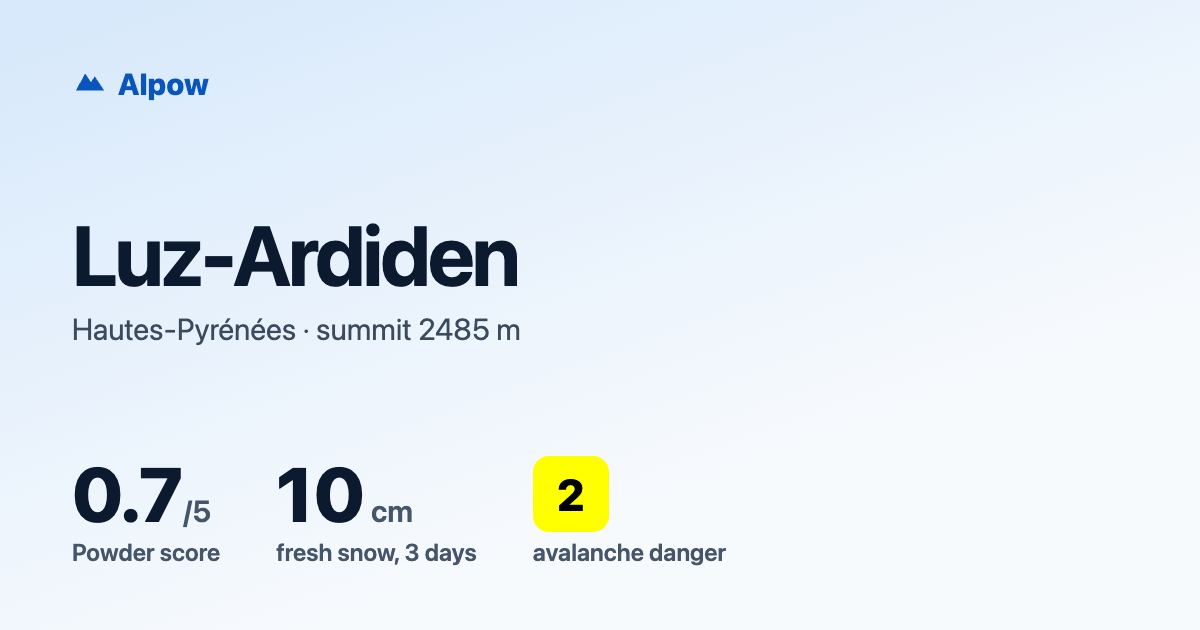 Alpow
Luz-Ardiden
Hautes-Pyrénées · summit 2485 m
0.7/5
Powder score
10 cm
fresh snow, 3 days
2
avalanche danger